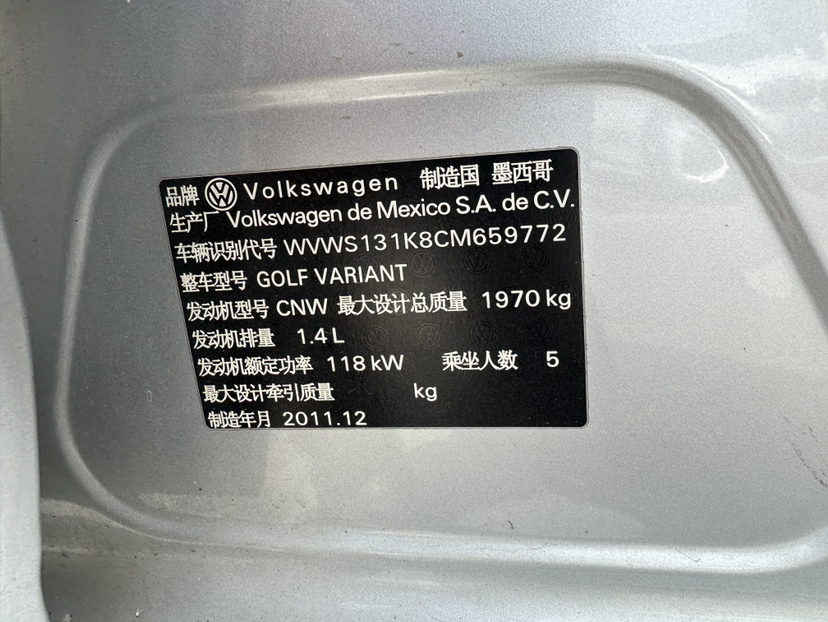 品牌 Volkswagen 制造国 墨西哥
生产厂 Volkswagen de Mexico S.A. de C.V.
车辆识别代号 WVWS131K8CM659772
整车型号 GOLF VARIANT
发动机型号 CNW 最大设计总质量 1970 kg
发动机排量 1.4 L
发动机额定功率 118 kW 乘坐人数 5
最大设计牵引质量 kg
制造年月 2011.12